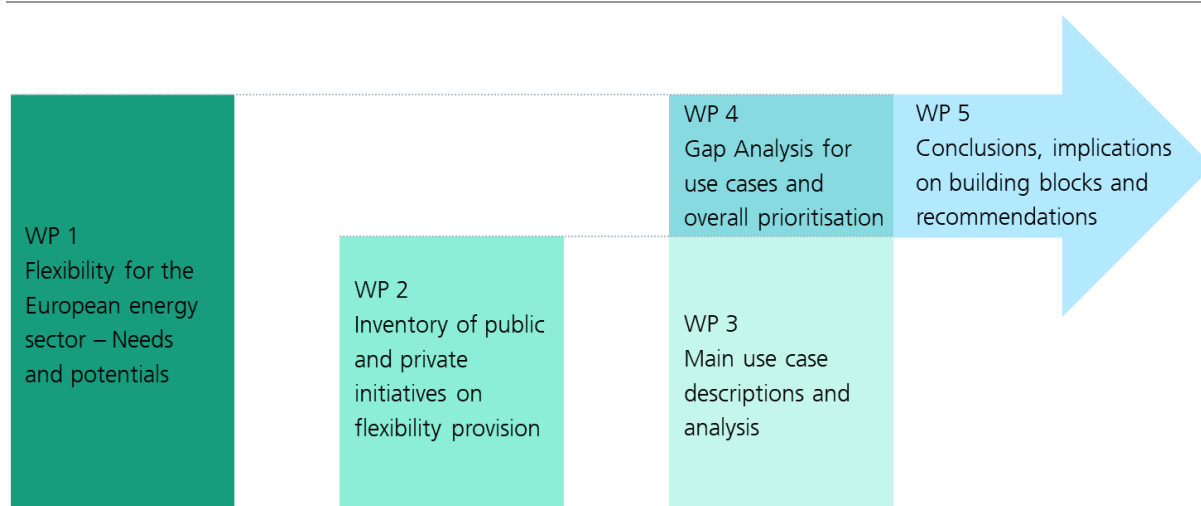 WP 1
Flexibility for the
European energy
sector – Needs
and potentials
WP 2
Inventory of public
and private
initiatives on
flexibility provision
WP 4
Gap Analysis for
use cases and
overall prioritisation
WP 3
Main use case
descriptions and
analysis
WP 5
Conclusions, implications
on building blocks and
recommendations